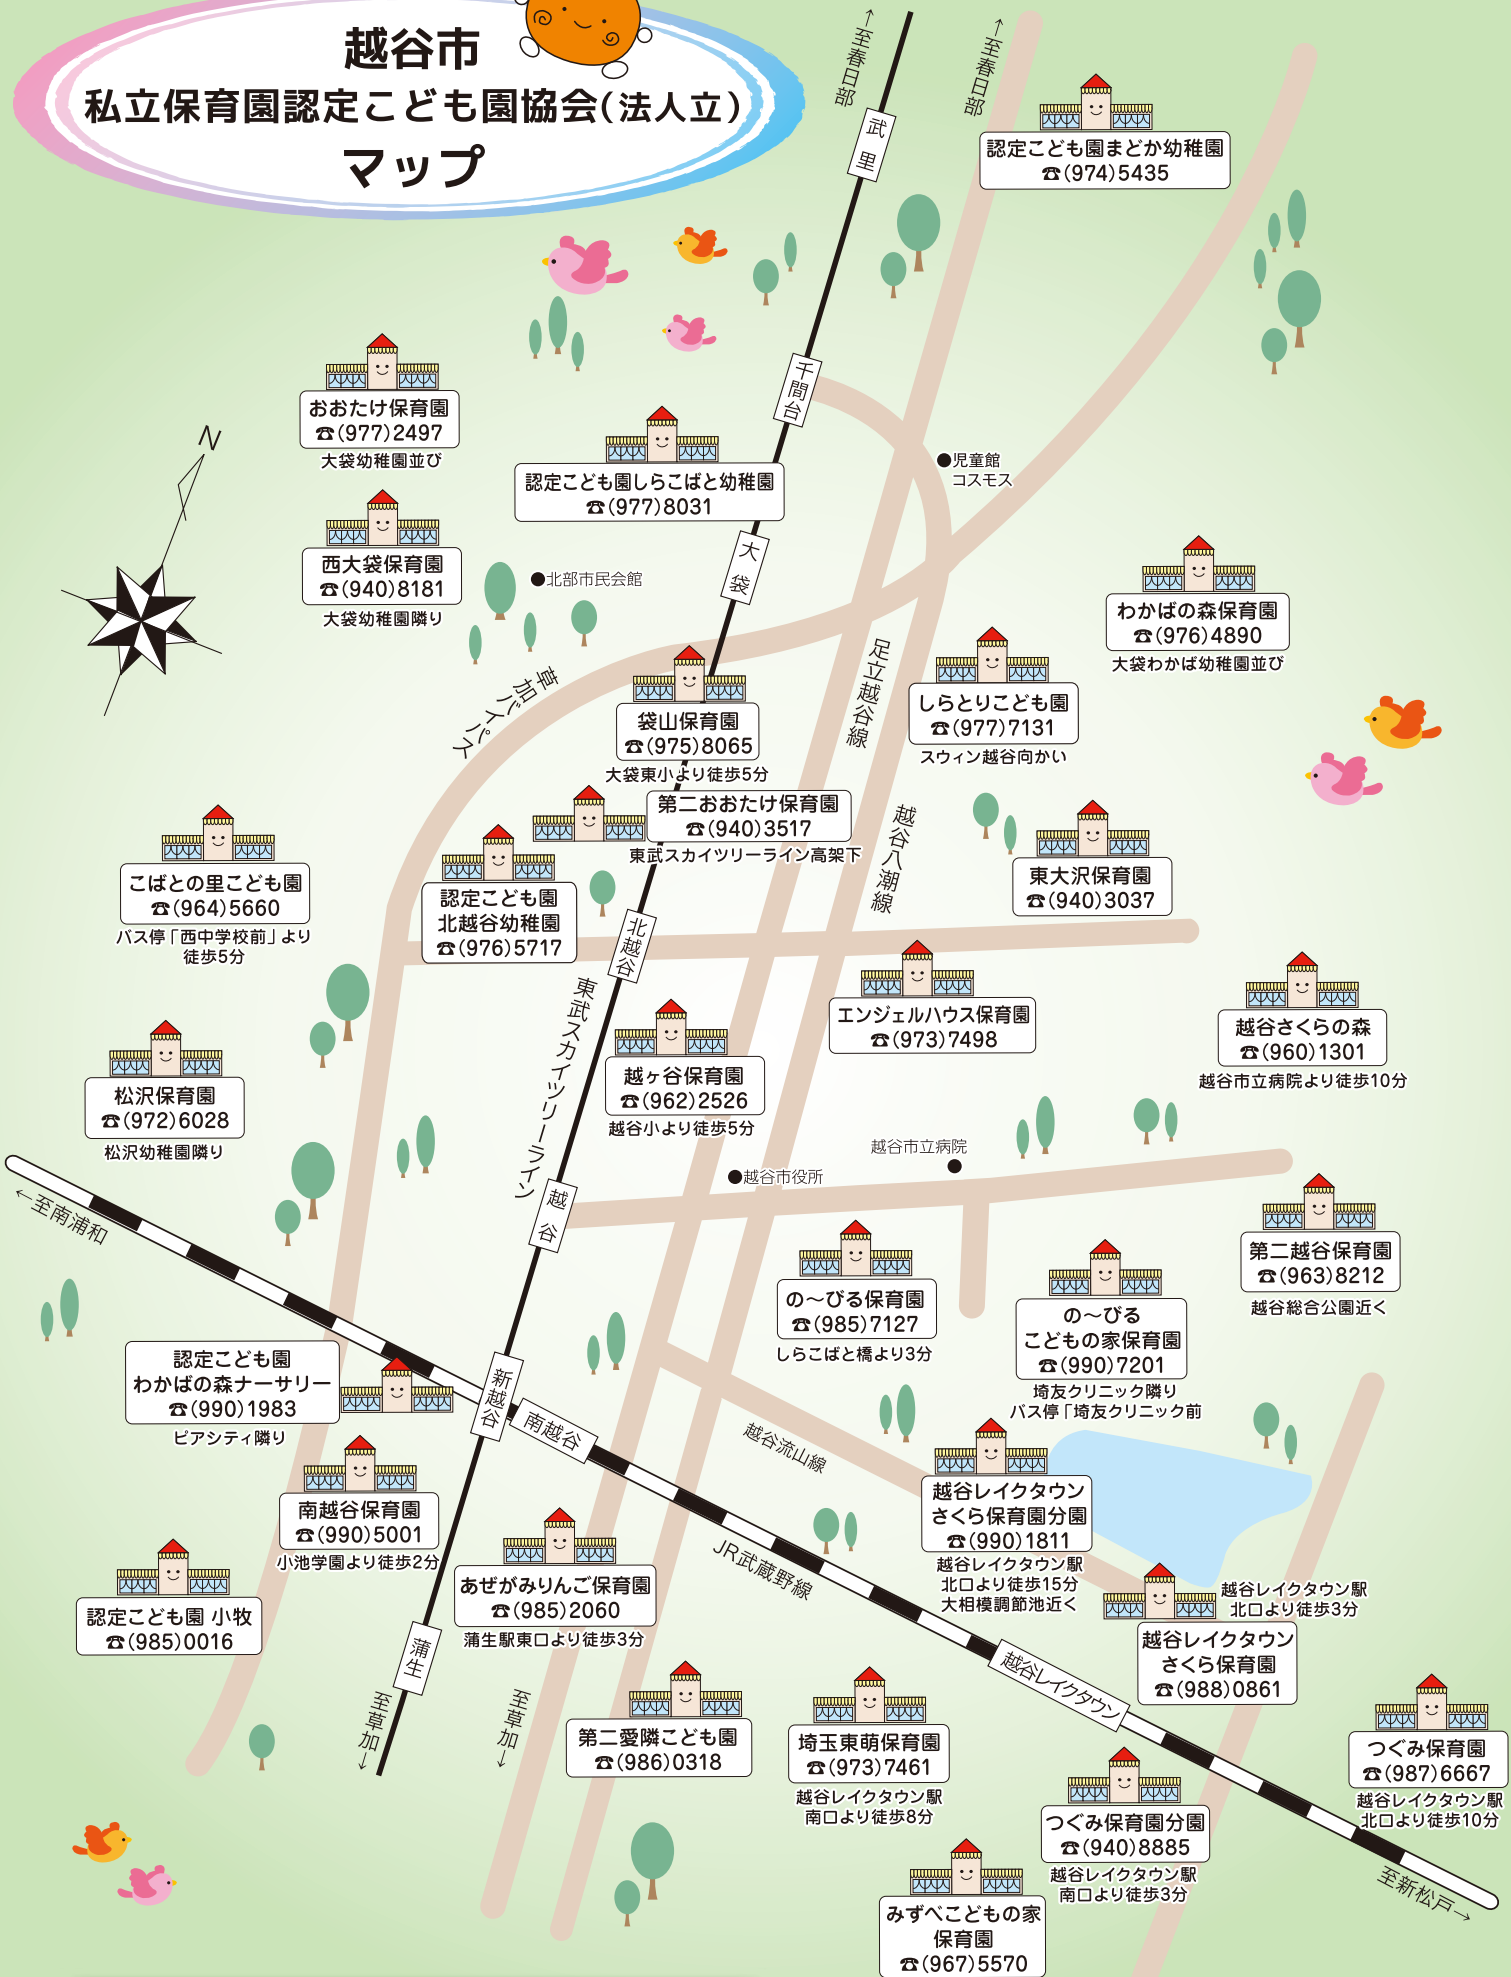 越谷市
私立保育園認定こども園協会(法人立)
マップ
↑至春日部
↑至春日部
武里
認定こども園まどか幼稚園
☎(974)5435
千間台
おおたけ保育園
☎(977)2497
大袋幼稚園並び
N
認定こども園しらこばと幼稚園
☎(977)8031
●児童館
コスモス
西大袋保育園
☎(940)8181
大袋幼稚園隣り
●北部市民会館
大袋
わかばの森保育園
☎(976)4890
大袋わかば幼稚園並び
草加バイパス
足立越谷線
袋山保育園
☎(975)8065
大袋東小より徒歩5分
しらとりこども園
☎(977)7131
スウィン越谷向かい
第二おおたけ保育園
☎(940)3517
東武スカイツリーライン高架下
越谷八潮線
こばとの里こども園
☎(964)5660
バス停「西中学校前」より
徒歩5分
認定こども園
北越谷幼稚園
☎(976)5717
東大沢保育園
☎(940)3037
北越谷
東武スカイツリーライン
エンジェルハウス保育園
☎(973)7498
越谷さくらの森
☎(960)1301
越谷市立病院より徒歩10分
松沢保育園
☎(972)6028
松沢幼稚園隣り
越ヶ谷保育園
☎(962)2526
越谷小より徒歩5分
越谷市立病院
●
●越谷市役所
越谷
←至南浦和
第二越谷保育園
☎(963)8212
越谷総合公園近く
の～びる保育園
☎(985)7127
しらこばと橋より3分
の～びる
こどもの家保育園
☎(990)7201
埼友クリニック隣り
バス停「埼友クリニック前
認定こども園
わかばの森ナーサリー
☎(990)1983
ピアシティ隣り
新越谷
南越谷
越谷流山線
南越谷保育園
☎(990)5001
小池学園より徒歩2分
越谷レイクタウン
さくら保育園分園
☎(990)1811
越谷レイクタウン駅
北口より徒歩15分
大相模調節池近く
JR武蔵野線
認定こども園 小牧
☎(985)0016
あぜがみりんご保育園
☎(985)2060
蒲生駅東口より徒歩3分
越谷レイクタウン駅
北口より徒歩3分
越谷レイクタウン
さくら保育園
☎(988)0861
蒲生
越谷レイクタウン
至草加→
至草加→
第二愛隣こども園
☎(986)0318
埼玉東萌保育園
☎(973)7461
越谷レイクタウン駅
南口より徒歩8分
つぐみ保育園
☎(987)6667
越谷レイクタウン駅
北口より徒歩10分
つぐみ保育園分園
☎(940)8885
越谷レイクタウン駅
南口より徒歩3分
至新松戸→
みずべこどもの家
保育園
☎(967)5570